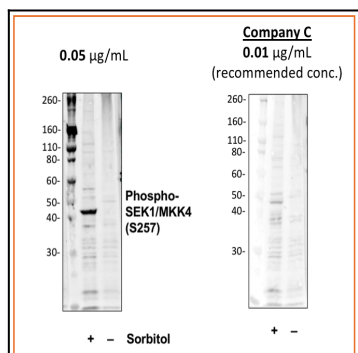 Company C
0.05 µg/mL
0.01 µg/mL
(recommended conc.)
260-
160-
110-
80-
60-
50-
40-
30-
Phospho-
SEK1/MKK4
(S257)
260-
160-
110-
80-
60-
50-
40-
30-
+ – Sorbitol
+ –